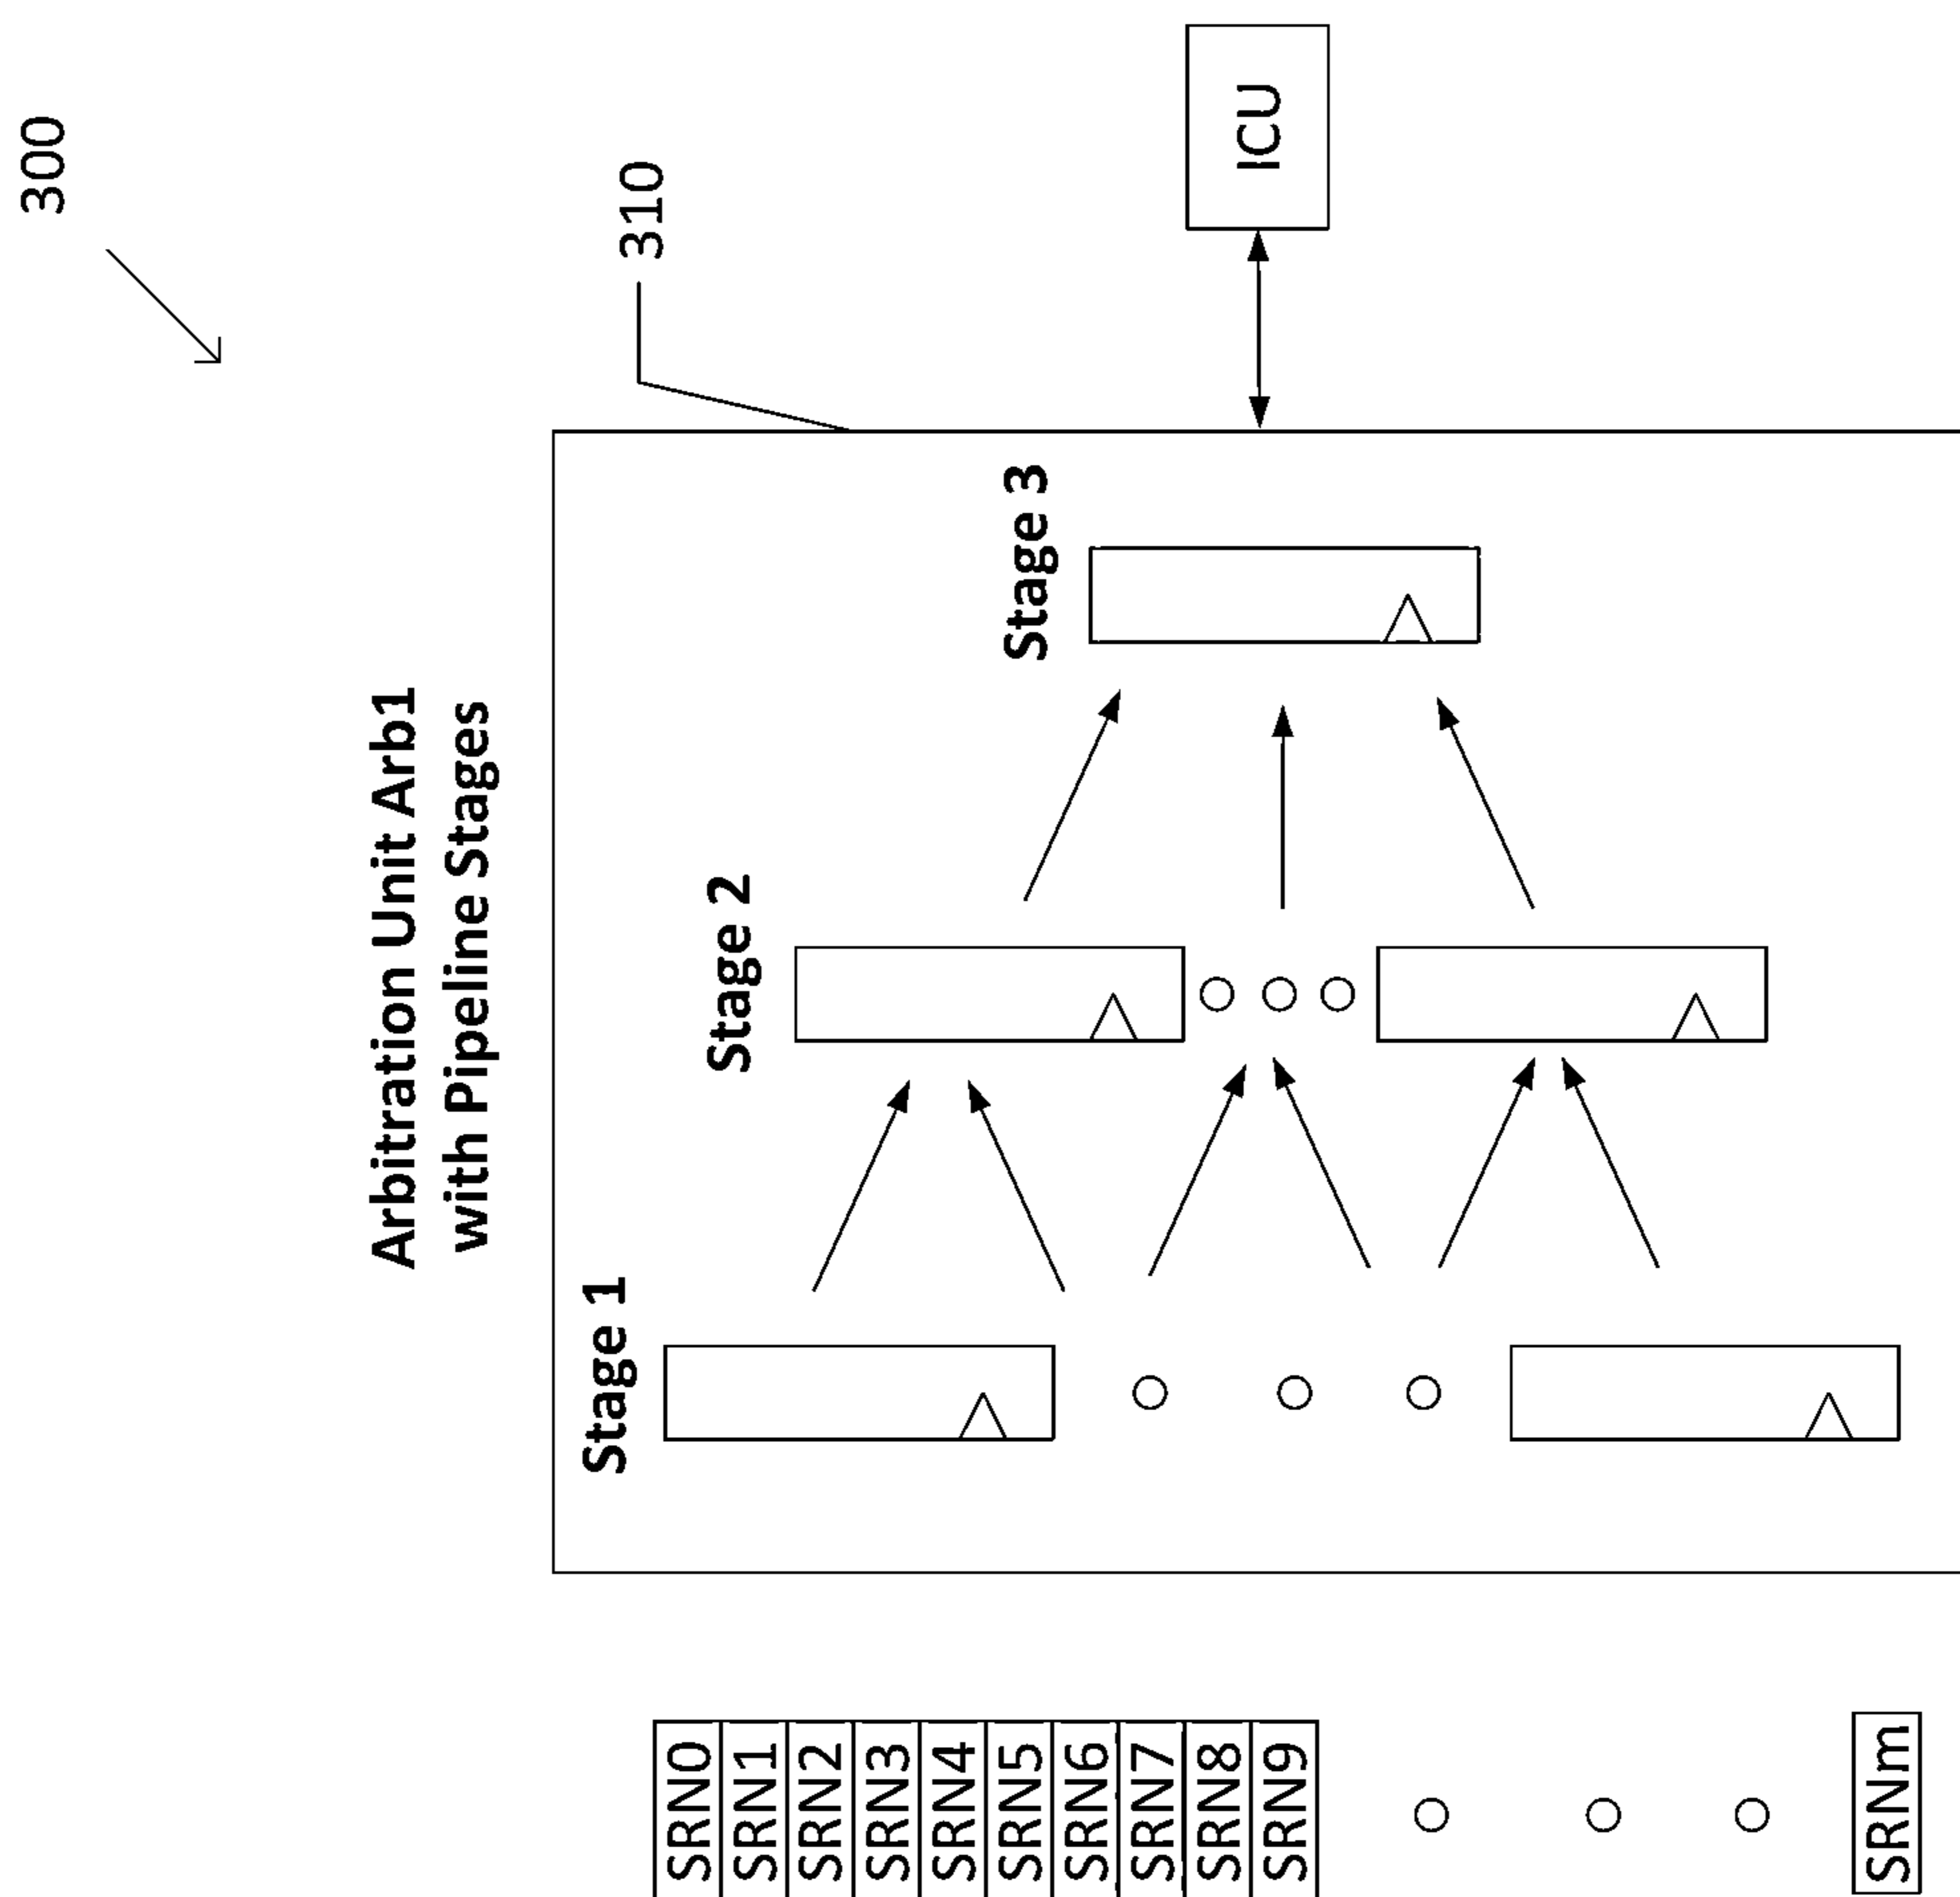 300
Arbitration Unit Arb1
with Pipeline Stages
310
Stage 1
Stage 2
Stage 3
ICU
SRN0
SRN1
SRN2
SRN3
SRN4
SRN5
SRN6
SRN7
SRN8
SRN9
SRNm